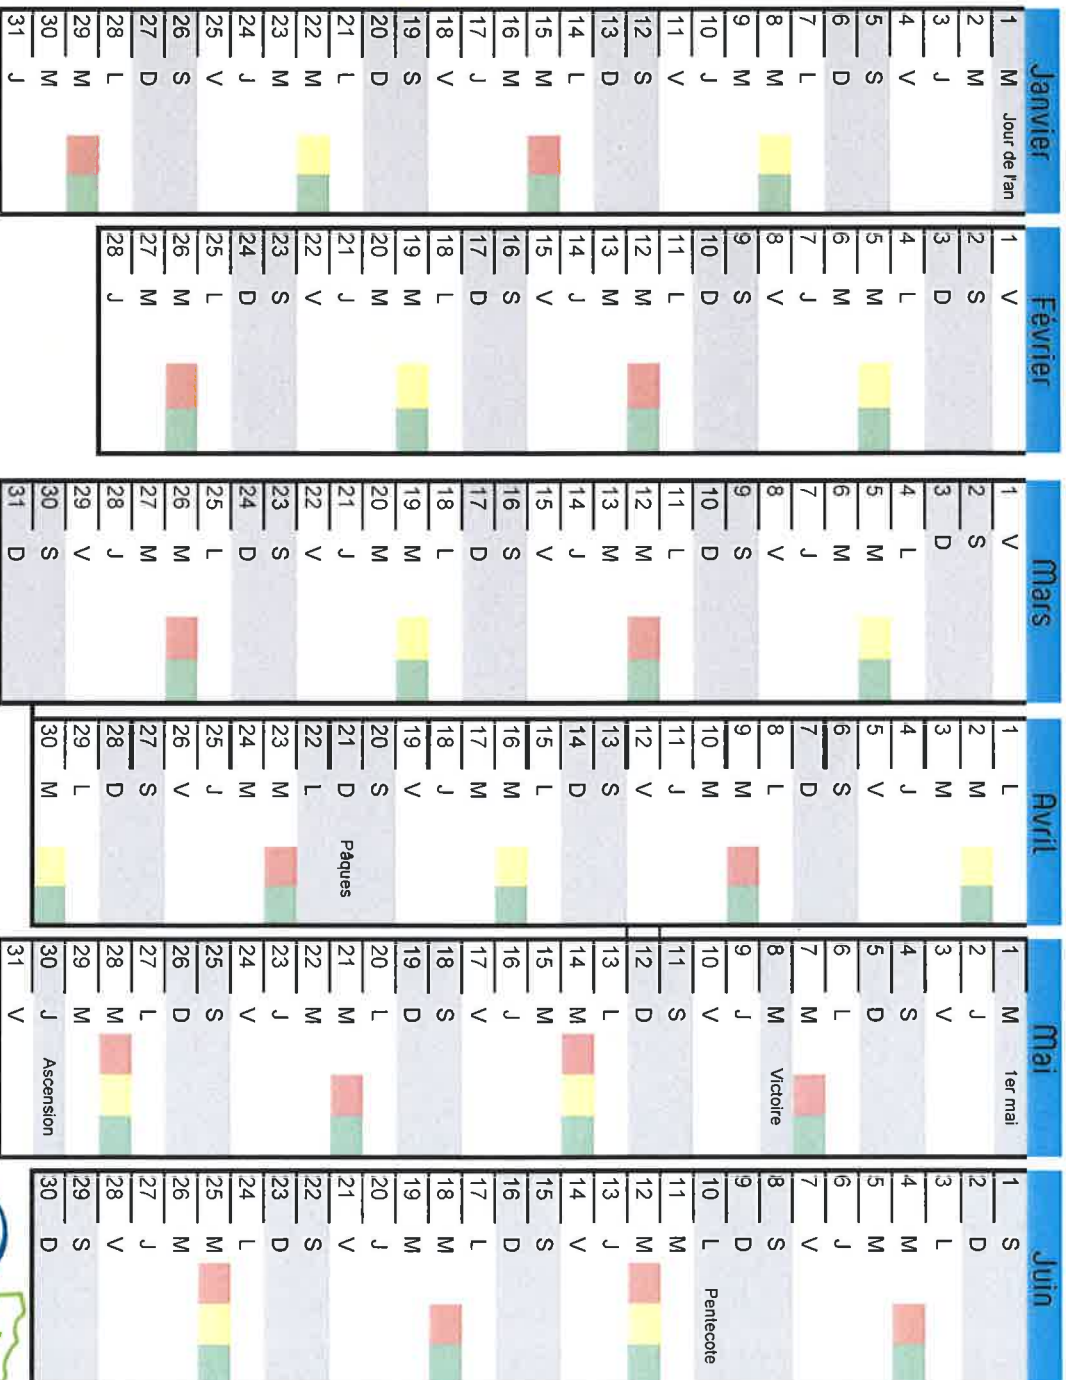 Janvier
1 M Jour de l'an
2 M
3 J
4 V
5 S
6 D
7 L
8 M
9 M
10 J
11 V
12 S
13 D
14 L
15 M
16 M
17 J
18 V
19 S
20 D
21 L
22 M
23 M
24 J
25 V
26 S
27 D
28 L
29 M
30 M
31 J
Février
1 V
2 S
3 D
4 L
5 M
6 M
7 J
8 V
9 S
10 D
11 L
12 M
13 M
14 J
15 V
16 S
17 D
18 L
19 M
20 M
21 J
22 V
23 S
24 D
25 L
26 M
27 M
28 J
Mars
1 V
2 S
3 D
4 L
5 M
6 M
7 J
8 V
9 S
10 D
11 L
12 M
13 M
14 J
15 V
16 S
17 D
18 L
19 M
20 M
21 J
22 V
23 S
24 D
25 L
26 M
27 M
28 J
29 V
30 S
31 D
Avril
1 L
2 M
3 M
4 J
5 V
6 S
7 D
8 L
9 M
10 M
11 J
12 V
13 S
14 D
15 L
16 M
17 M
18 J
19 V
20 S
21 D Pâques
22 L
23 M
24 M
25 J
26 V
27 S
28 D
29 L
30 M
Mai
1 M 1er mai
2 J
3 V
4 S
5 D
6 L
7 M
8 M Victoire
9 J
10 V
11 S
12 D
13 L
14 M
15 M
16 J
17 V
18 S
19 D
20 L
21 M
22 M
23 J
24 V
25 S
26 D
27 L
28 M
29 M
30 J Ascension
31 V
Juin
1 S
2 D
3 L
4 M
5 M
6 J
7 V
8 S
9 D
10 L Pentecote
11 M
12 M
13 J
14 V
15 S
16 D
17 L
18 M
19 M
20 J
21 V
22 S
23 D
24 L
25 M
26 M
27 J
28 V
29 S
30 D